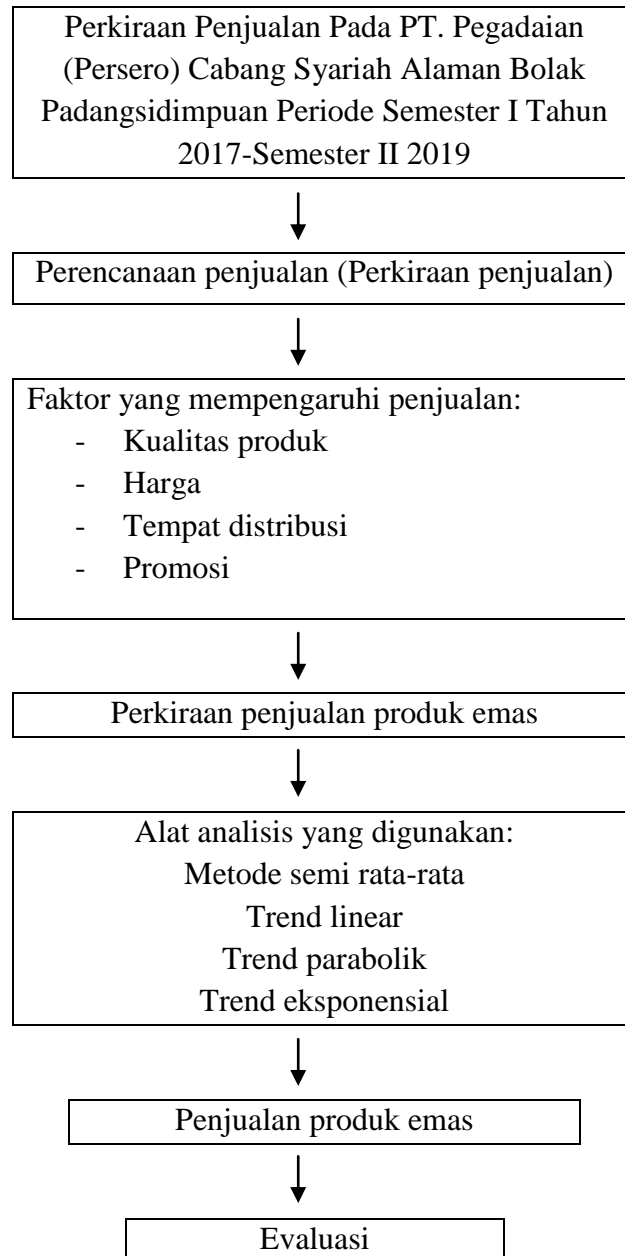 Perkiraan Penjualan Pada PT. Pegadaian
(Persero) Cabang Syariah Alaman Bolak
Padangsidimpuan Periode Semester I Tahun
2017-Semester II 2019
Perencanaan penjualan (Perkiraan penjualan)
Faktor yang mempengaruhi penjualan:
- Kualitas produk
- Harga
- Tempat distribusi
- Promosi
Perkiraan penjualan produk emas
Alat analisis yang digunakan:
Metode semi rata-rata
Trend linear
Trend parabolik
Trend eksponensial
Penjualan produk emas
Evaluasi